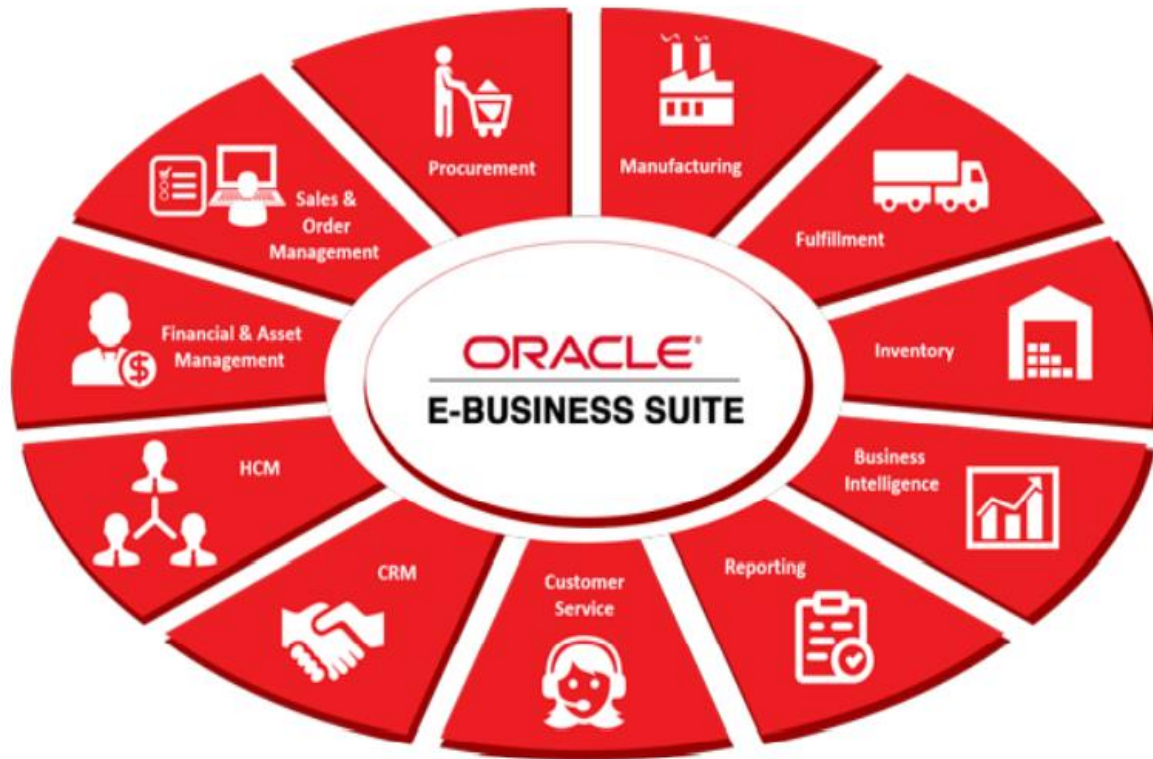 Procurement
Manufacturing
Fulfillment
Inventory
Business
Intelligence
Reporting
Customer
Service
CRM
HCM
Financial & Asset
Management
Sales &
Order
Management
ORACLE®
E-BUSINESS SUITE